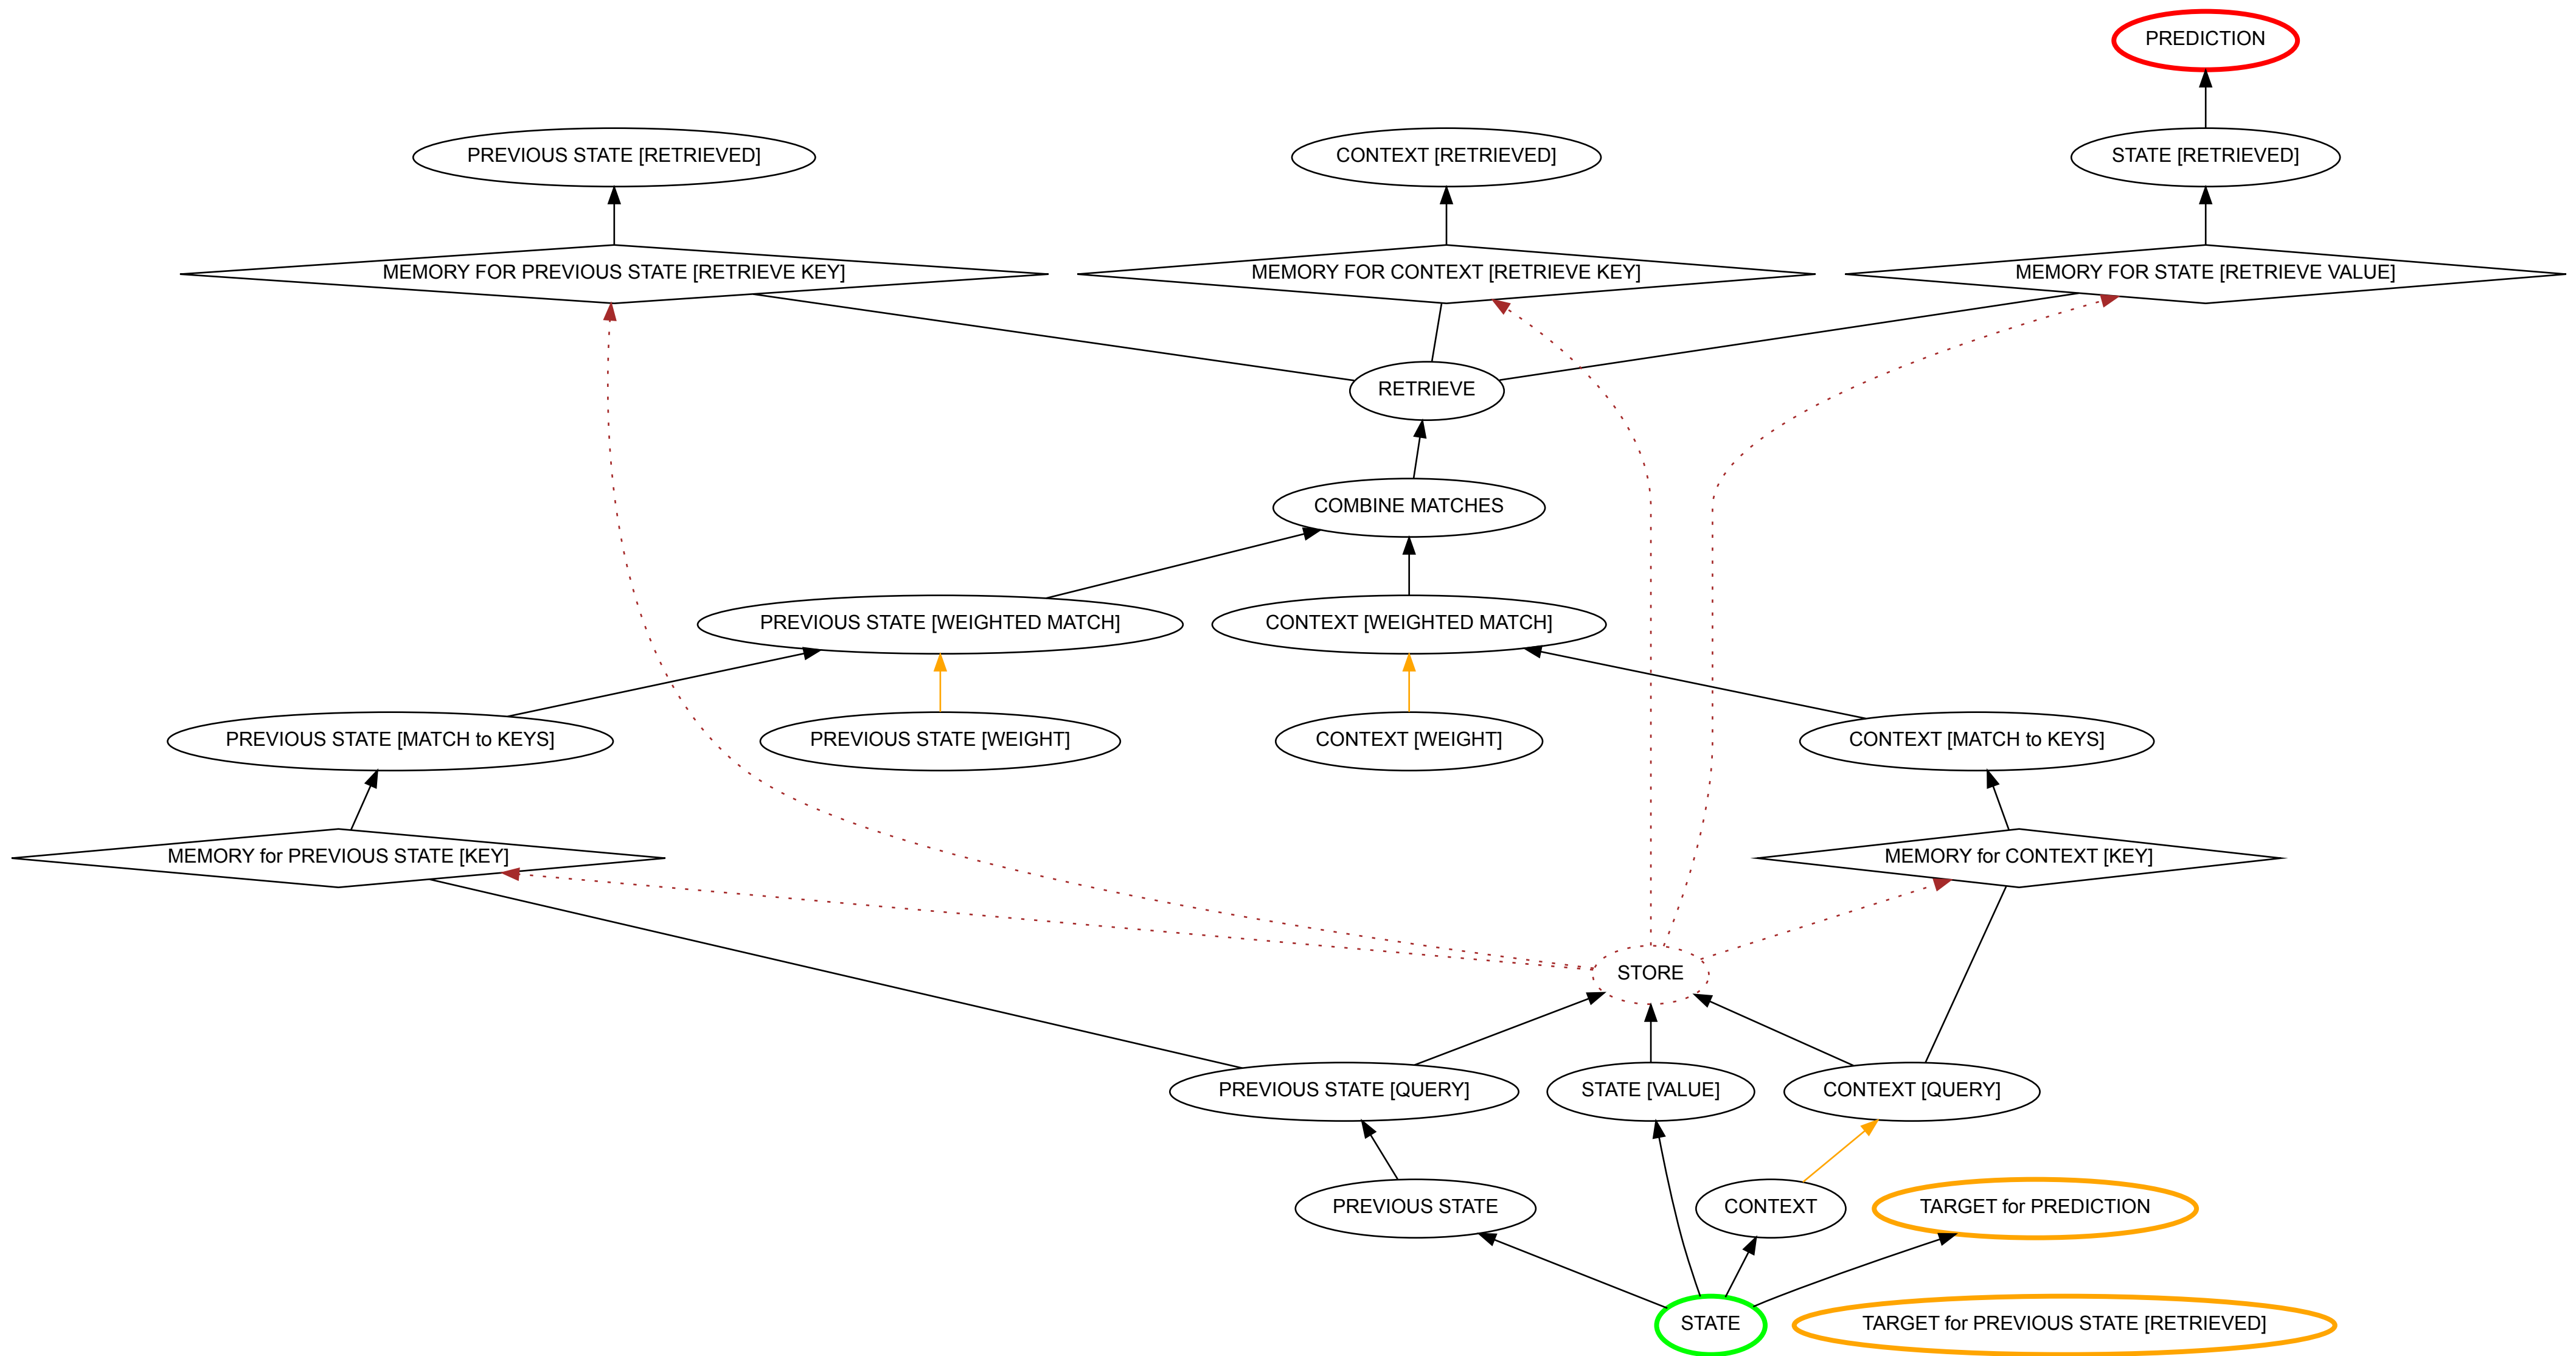 PREDICTION
PREVIOUS STATE [RETRIEVED]
CONTEXT [RETRIEVED]
STATE [RETRIEVED]
MEMORY FOR PREVIOUS STATE [RETRIEVE KEY]
MEMORY FOR CONTEXT [RETRIEVE KEY]
MEMORY FOR STATE [RETRIEVE VALUE]
RETRIEVE
COMBINE MATCHES
PREVIOUS STATE [WEIGHTED MATCH]
CONTEXT [WEIGHTED MATCH]
PREVIOUS STATE [MATCH to KEYS]
PREVIOUS STATE [WEIGHT]
CONTEXT [WEIGHT]
CONTEXT [MATCH to KEYS]
MEMORY for PREVIOUS STATE [KEY]
MEMORY for CONTEXT [KEY]
STORE
PREVIOUS STATE [QUERY]
STATE [VALUE]
CONTEXT [QUERY]
PREVIOUS STATE
CONTEXT
TARGET for PREDICTION
STATE
TARGET for PREVIOUS STATE [RETRIEVED]